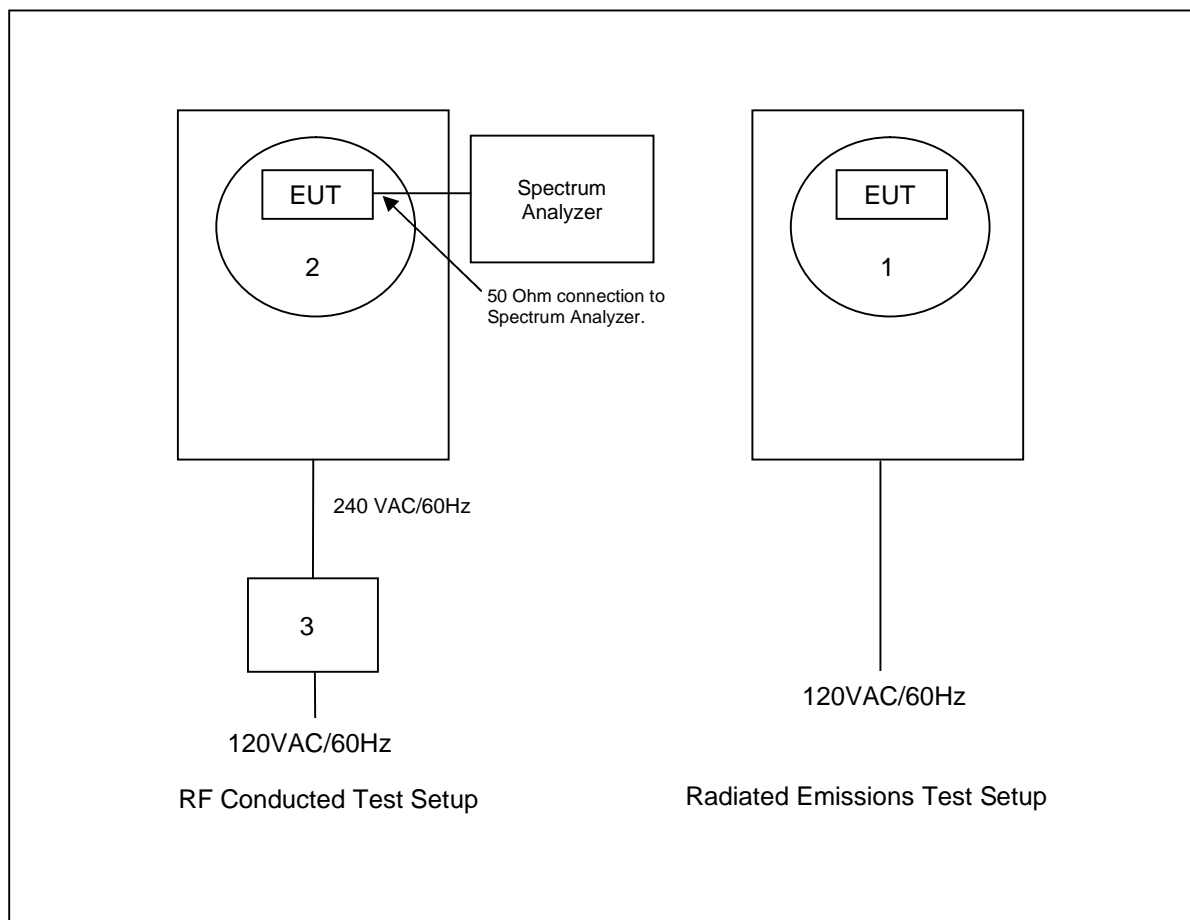 EUT
2
Spectrum
Analyzer
50 Ohm connection to
Spectrum Analyzer.
240 VAC/60Hz
3
120VAC/60Hz
RF Conducted Test Setup
EUT
1
120VAC/60Hz
Radiated Emissions Test Setup